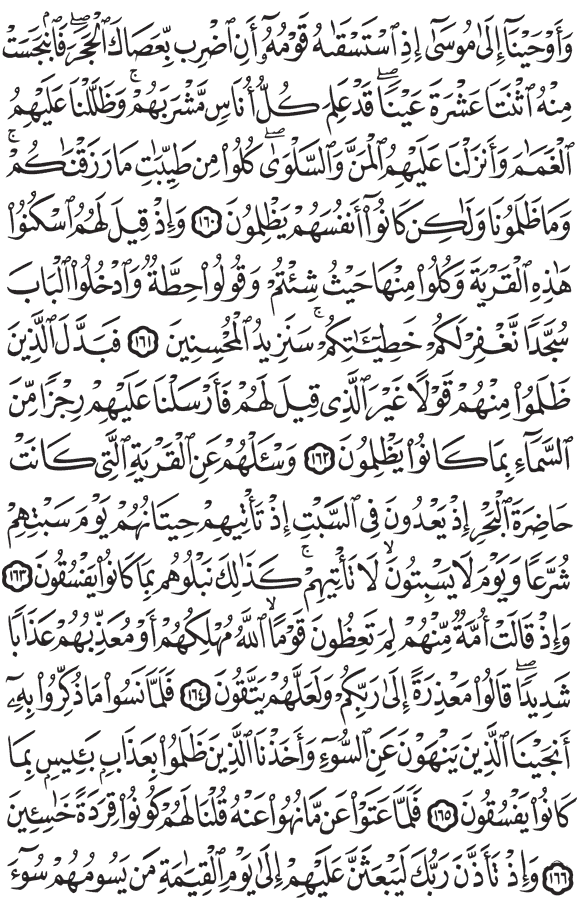 وَأَوْحَيْنَآ إِلَىٰ مُوسَىٰٓ إِذِ ٱسْتَسْقَىٰهُ قَوْمُهُۥٓ أَنِ ٱضْرِب بِّعَصَاكَ ٱلْحَجَرَ ۖ فَٱنۢبَجَسَتْ
مِنْهُ ٱثْنَتَا عَشْرَةَ عَيْنًا ۖ قَدْ عَلِمَ كُلُّ أُنَاسٍ مَّشْرَبَهُمْ ۚ وَظَلَّلْنَا عَلَيْهِمُ
ٱلْغَمَٰمَ وَأَنزَلْنَا عَلَيْهِمُ ٱلْمَنَّ وَٱلسَّلْوَىٰ ۖ كُلُوا۟ مِن طَيِّبَٰتِ مَا رَزَقْنَٰكُمْ ۚ
وَمَا ظَلَمُونَا وَلَٰكِن كَانُوٓا۟ أَنفُسَهُمْ يَظْلِمُونَ ١٦٠ وَإِذْ قِيلَ لَهُمُ ٱسْكُنُوا۟
هَٰذِهِ ٱلْقَرْيَةَ وَكُلُوا۟ مِنْهَا حَيْثُ شِئْتُمْ وَقُولُوا۟ حِطَّةٌ وَٱدْخُلُوا۟ ٱلْبَابَ
سُجَّدًا نَّغْفِرْ لَكُمْ خَطِيٓـَٰٔتِكُمْ ۚ سَنَزِيدُ ٱلْمُحْسِنِينَ ١٦١ فَبَدَّلَ ٱلَّذِينَ
ظَلَمُوا۟ مِنْهُمْ قَوْلًا غَيْرَ ٱلَّذِى قِيلَ لَهُمْ فَأَرْسَلْنَا عَلَيْهِمْ رِجْزًا مِّنَ
ٱلسَّمَآءِ بِمَا كَانُوا۟ يَظْلِمُونَ ١٦٢ وَسْـَٔلْهُمْ عَنِ ٱلْقَرْيَةِ ٱلَّتِى كَانَتْ
حَاضِرَةَ ٱلْبَحْرِ إِذْ يَعْدُونَ فِى ٱلسَّبْتِ إِذْ تَأْتِيهِمْ حِيتَانُهُمْ يَوْمَ سَبْتِهِمْ
شُرَّعًا وَيَوْمَ لَا يَسْبِتُونَ ۙ لَا تَأْتِيهِمْ ۚ كَذَٰلِكَ نَبْلُوهُم بِمَا كَانُوا۟ يَفْسُقُونَ ١٦٣
وَإِذْ قَالَتْ أُمَّةٌ مِّنْهُمْ لِمَ تَعِظُونَ قَوْمًا ۙ ٱللَّهُ مُهْلِكُهُمْ أَوْ مُعَذِّبُهُمْ عَذَابًا
شَدِيدًا ۖ قَالُوا۟ مَعْذِرَةً إِلَىٰ رَبِّكُمْ وَلَعَلَّهُمْ يَتَّقُونَ ١٦٤ فَلَمَّا نَسُوا۟ مَا ذُكِّرُوا۟ بِهِۦٓ
أَنجَيْنَا ٱلَّذِينَ يَنْهَوْنَ عَنِ ٱلسُّوٓءِ وَأَخَذْنَا ٱلَّذِينَ ظَلَمُوا۟ بِعَذَابٍۭ بَـِٔيسٍۭ بِمَا
كَانُوا۟ يَفْسُقُونَ ١٦٥ فَلَمَّا عَتَوْا۟ عَن مَّا نُهُوا۟ عَنْهُ قُلْنَا لَهُمْ كُونُوا۟ قِرَدَةً خَٰسِـِٔينَ
١٦٦ وَإِذْ تَأَذَّنَ رَبُّكَ لَيَبْعَثَنَّ عَلَيْهِمْ إِلَىٰ يَوْمِ ٱلْقِيَٰمَةِ مَن يَسُومُهُمْ سُوٓءَ